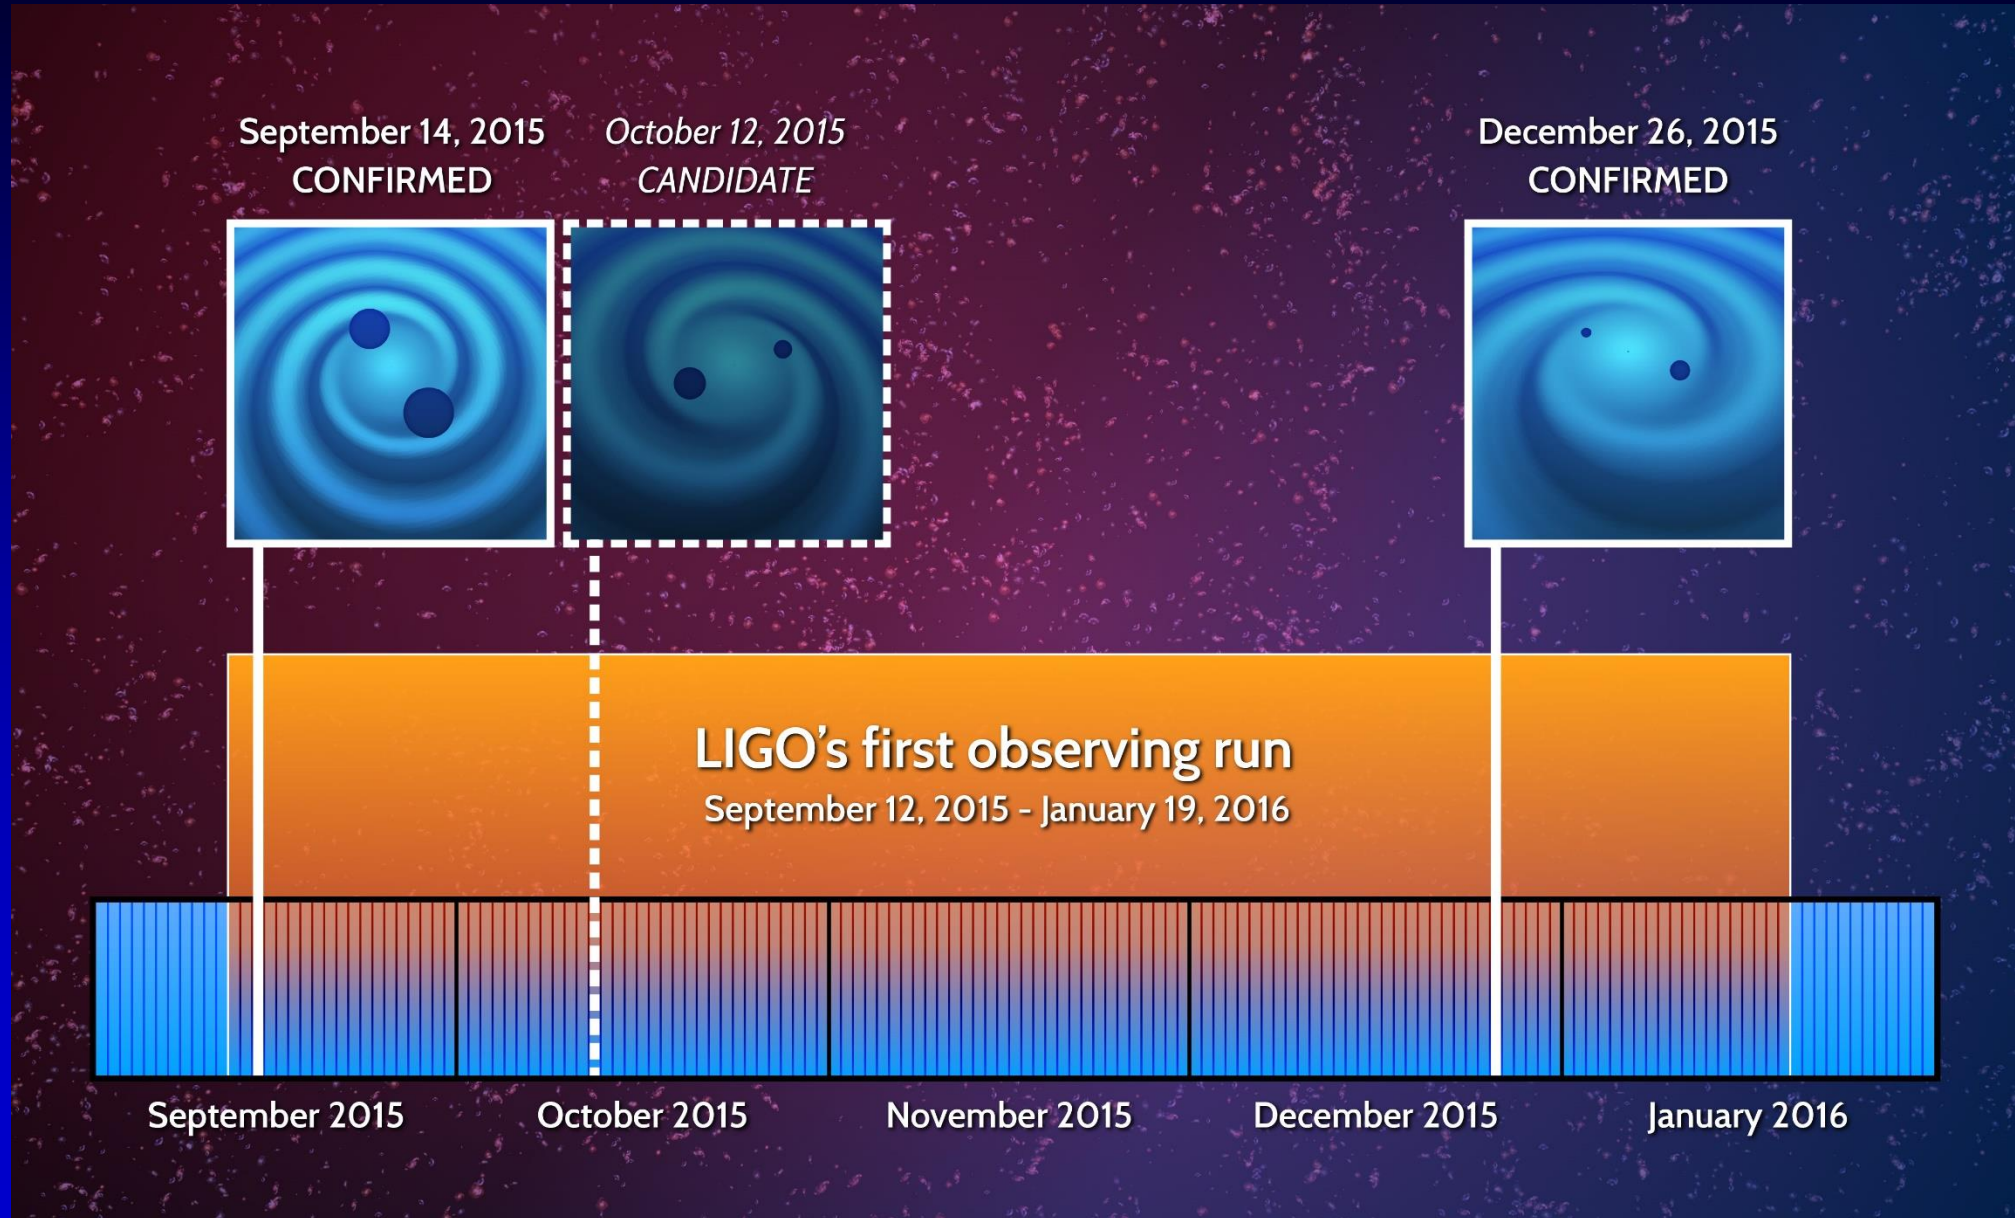 September 14, 2015
CONFIRMED
October 12, 2015
CANDIDATE
December 26, 2015
CONFIRMED
LIGO’s first observing run
September 12, 2015 - January 19, 2016
September 2015
October 2015
November 2015
December 2015
January 2016